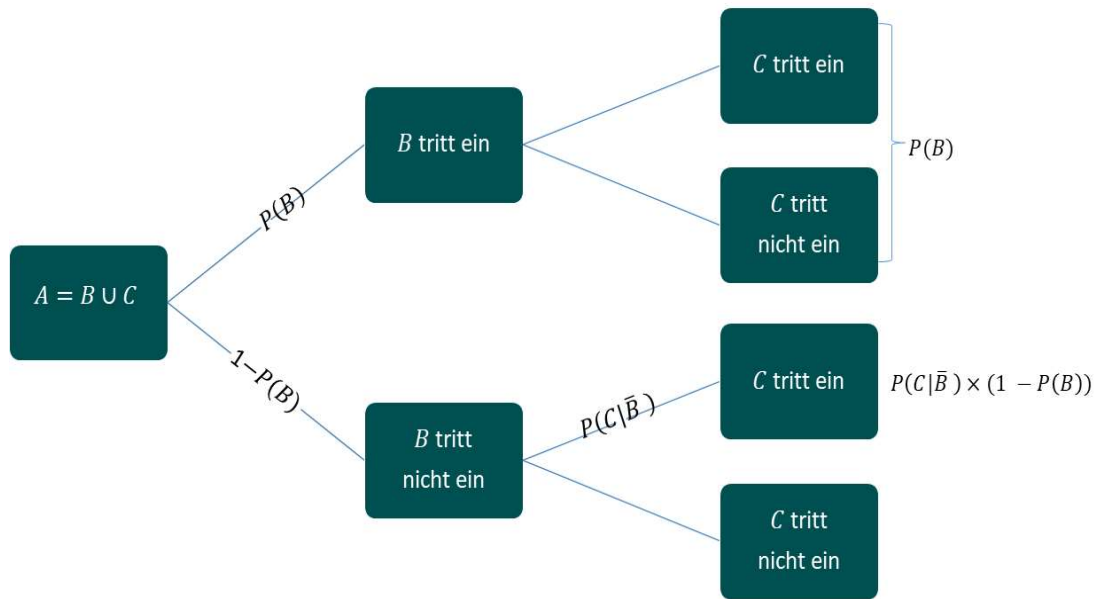 A = B ∪ C
P(B)
1−P(B)
B tritt ein
B tritt
nicht ein
P(C|B̄)
C tritt ein
C tritt
nicht ein
P(B)
C tritt ein
P(C|B̄) × (1 − P(B))
C tritt
nicht ein